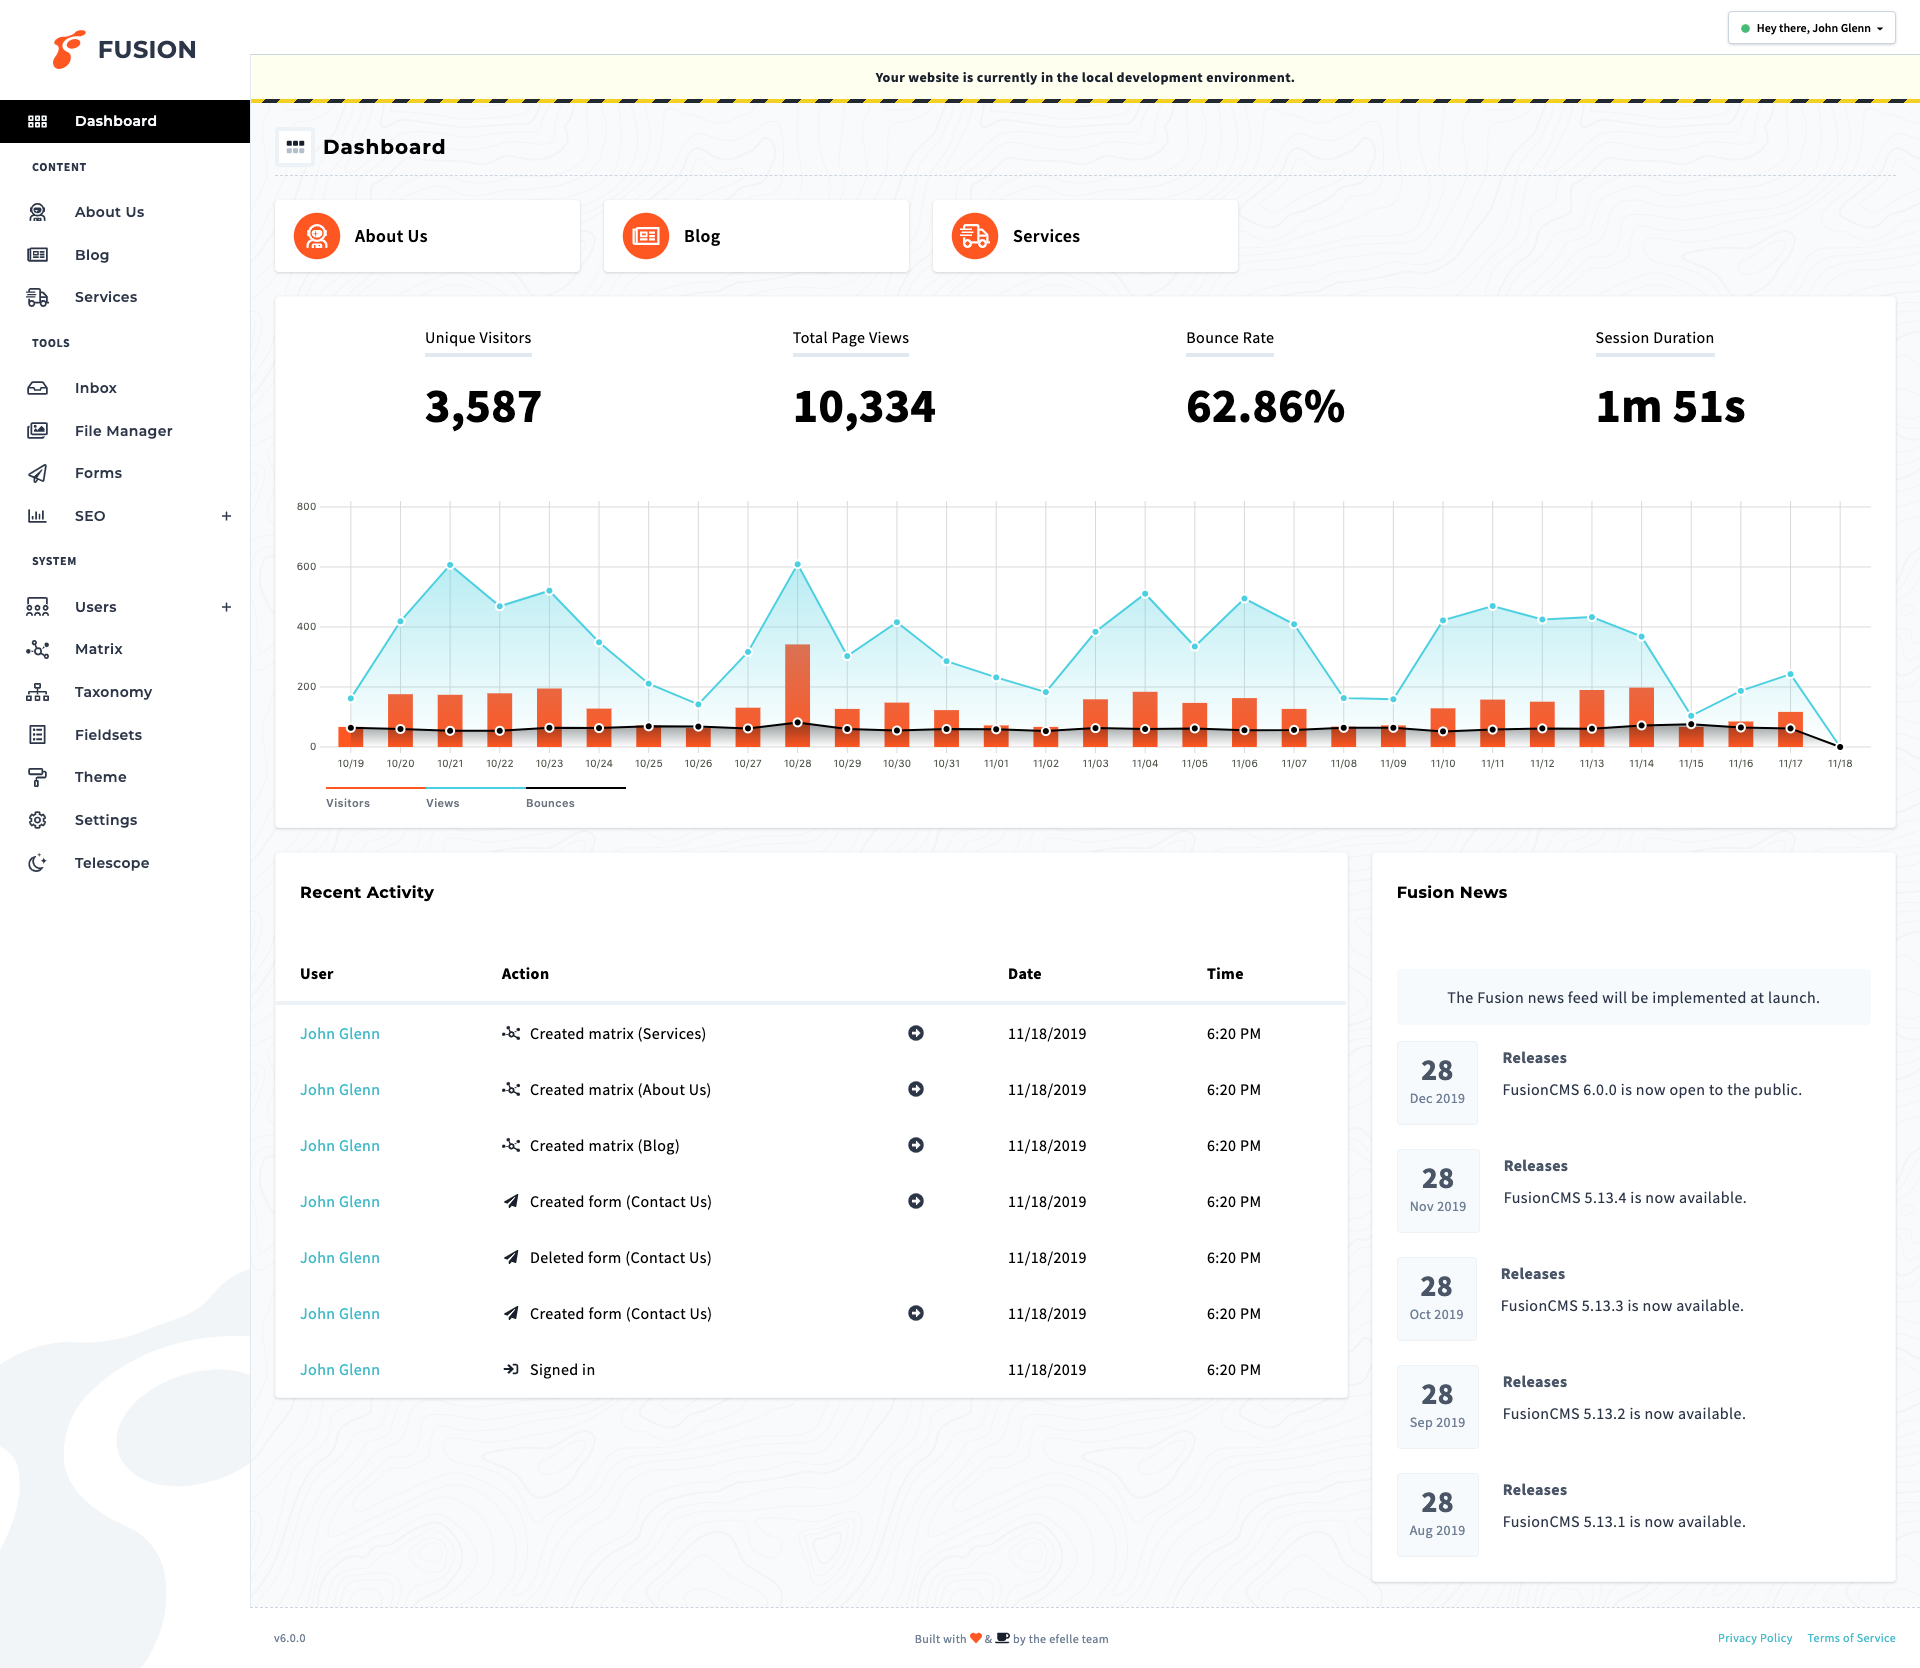 FUSION
Hey there, John Glenn
Your website is currently in the local development environment.
Dashboard
CONTENT
About Us
Blog
Services
TOOLS
Inbox
File Manager
Forms
SEO +
SYSTEM
Users +
Matrix
Taxonomy
Fieldsets
Theme
Settings
Telescope
Dashboard
About Us Blog Services
Unique Visitors Total Page Views Bounce Rate Session Duration
3,587 10,334 62.86% 1m 51s
800
600
400
200
0
10/19 10/20 10/21 10/22 10/23 10/24 10/25 10/26 10/27 10/28 10/29 10/30 10/31 11/01 11/02 11/03 11/04 11/05 11/06 11/07 11/08 11/09 11/10 11/11 11/12 11/13 11/14 11/15 11/16 11/17 11/18
Visitors Views Bounces
Recent Activity
User Action Date Time
John Glenn Created matrix (Services) 11/18/2019 6:20 PM
John Glenn Created matrix (About Us) 11/18/2019 6:20 PM
John Glenn Created matrix (Blog) 11/18/2019 6:20 PM
John Glenn Created form (Contact Us) 11/18/2019 6:20 PM
John Glenn Deleted form (Contact Us) 11/18/2019 6:20 PM
John Glenn Created form (Contact Us) 11/18/2019 6:20 PM
John Glenn Signed in 11/18/2019 6:20 PM
Fusion News
The Fusion news feed will be implemented at launch.
28
Dec 2019
Releases
FusionCMS 6.0.0 is now open to the public.
28
Nov 2019
Releases
FusionCMS 5.13.4 is now available.
28
Oct 2019
Releases
FusionCMS 5.13.3 is now available.
28
Sep 2019
Releases
FusionCMS 5.13.2 is now available.
28
Aug 2019
Releases
FusionCMS 5.13.1 is now available.
v6.0.0
Built with & by the efelle team
Privacy Policy Terms of Service